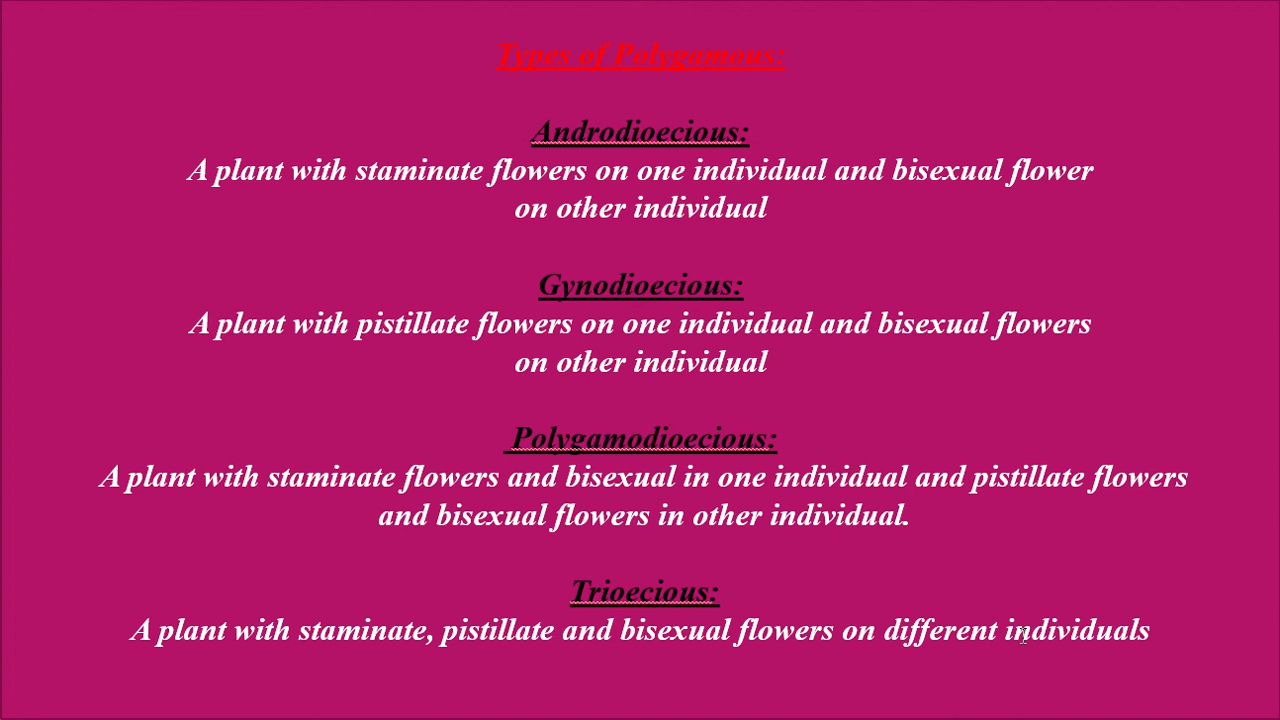 Types of Polygamous:
Androdioecious:
A plant with staminate flowers on one individual and bisexual flower
on other individual
Gynodioecious:
A plant with pistillate flowers on one individual and bisexual flowers
on other individual
Polygamodioecious:
A plant with staminate flowers and bisexual in one individual and pistillate flowers
and bisexual flowers in other individual.
Trioecious:
A plant with staminate, pistillate and bisexual flowers on different individuals